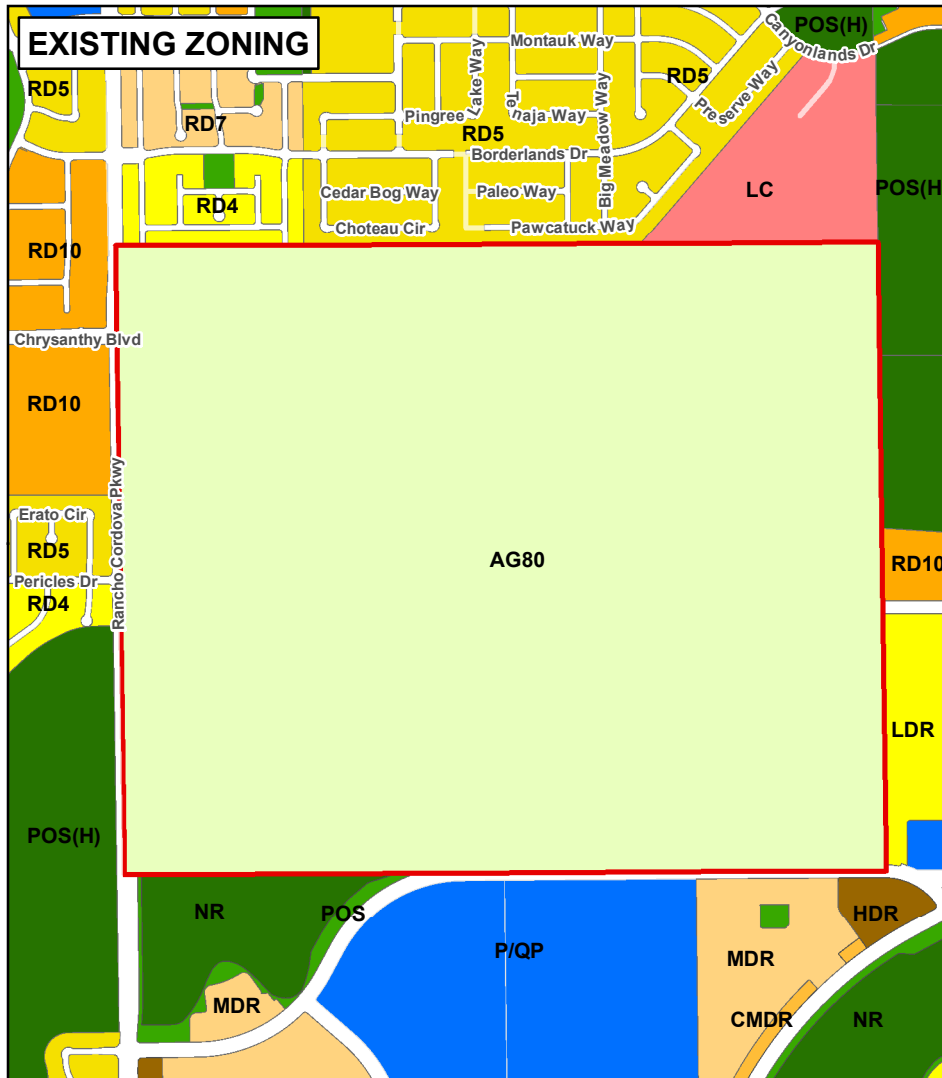 EXISTING ZONING
POS(H)
Canyonlands Dr
Montauk Way
Lake Way
Tenaja Way
Big Meadow Way
Preserve Way
RD5
RD5
RD7
Pingree
RD5
Borderlands Dr
Cedar Bog Way
Paleo Way
LC
POS(H
RD4
Choteau Cir
Pawcatuck Way
RD10
Chrysanthy Blvd
RD10
Rancho Cordova Pkwy
Erato Cir
RD5
AG80
RD10
Pericles Dr
RD4
LDR
POS(H)
NR
POS
HDR
P/QP
MDR
MDR
CMDR
NR